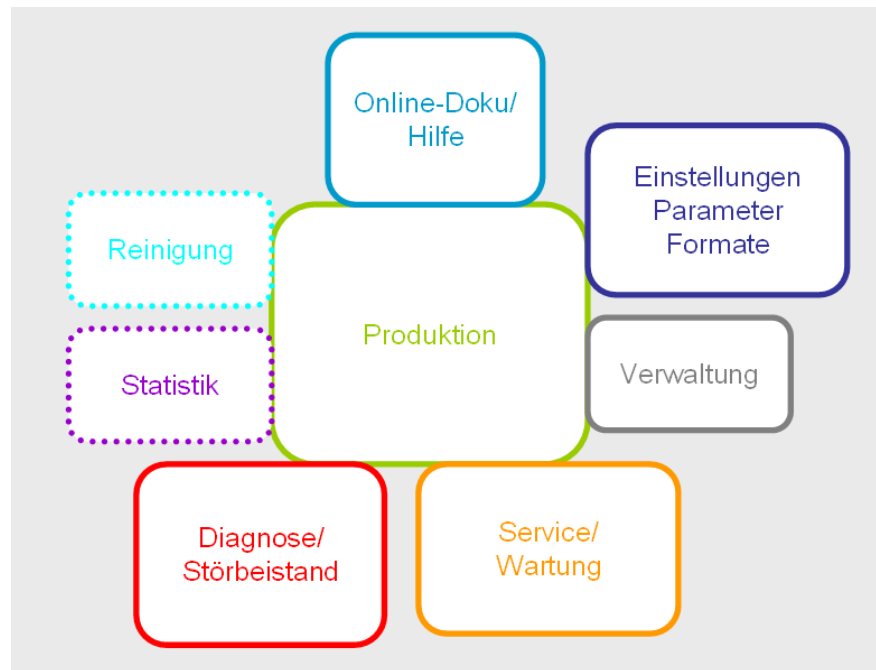 Online-Doku/
Hilfe
Einstellungen
Parameter
Formate
Reinigung
Produktion
Verwaltung
Statistik
Diagnose/
Störbeistand
Service/
Wartung